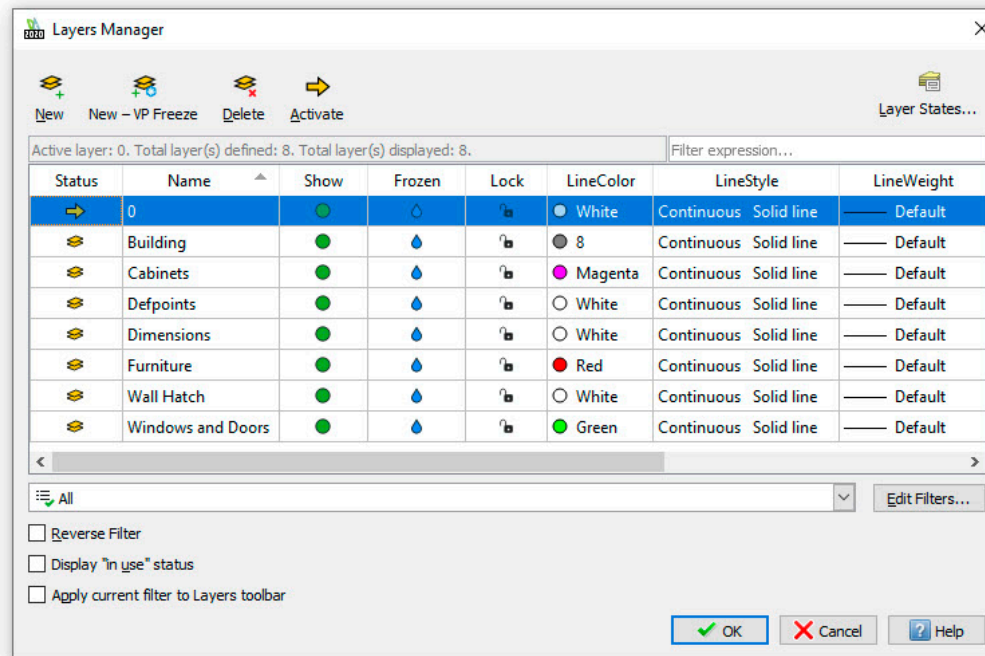 2020 Layers Manager
New New – VP Freeze Delete Activate Layer States...
Active layer: 0. Total layer(s) defined: 8. Total layer(s) displayed: 8. Filter expression...
Status Name Show Frozen Lock LineColor LineStyle LineWeight
0 White Continuous Solid line Default
Building 8 Continuous Solid line Default
Cabinets Magenta Continuous Solid line Default
Defpoints White Continuous Solid line Default
Dimensions White Continuous Solid line Default
Furniture Red Continuous Solid line Default
Wall Hatch White Continuous Solid line Default
Windows and Doors Green Continuous Solid line Default
All Edit Filters...
Reverse Filter
Display "in use" status
Apply current filter to Layers toolbar
OK Cancel Help